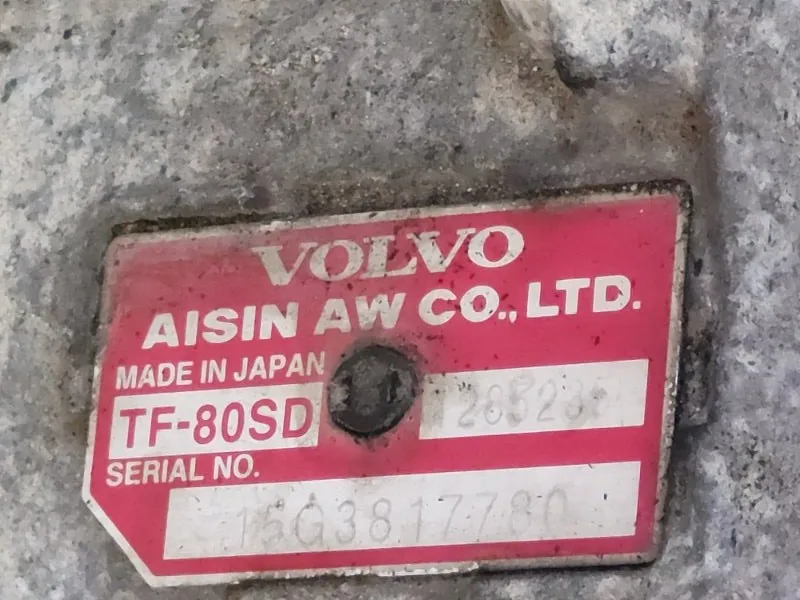 VOLVO
AISIN AW CO., LTD.
MADE IN JAPAN
TF-80SD
SERIAL NO.
15G3817780